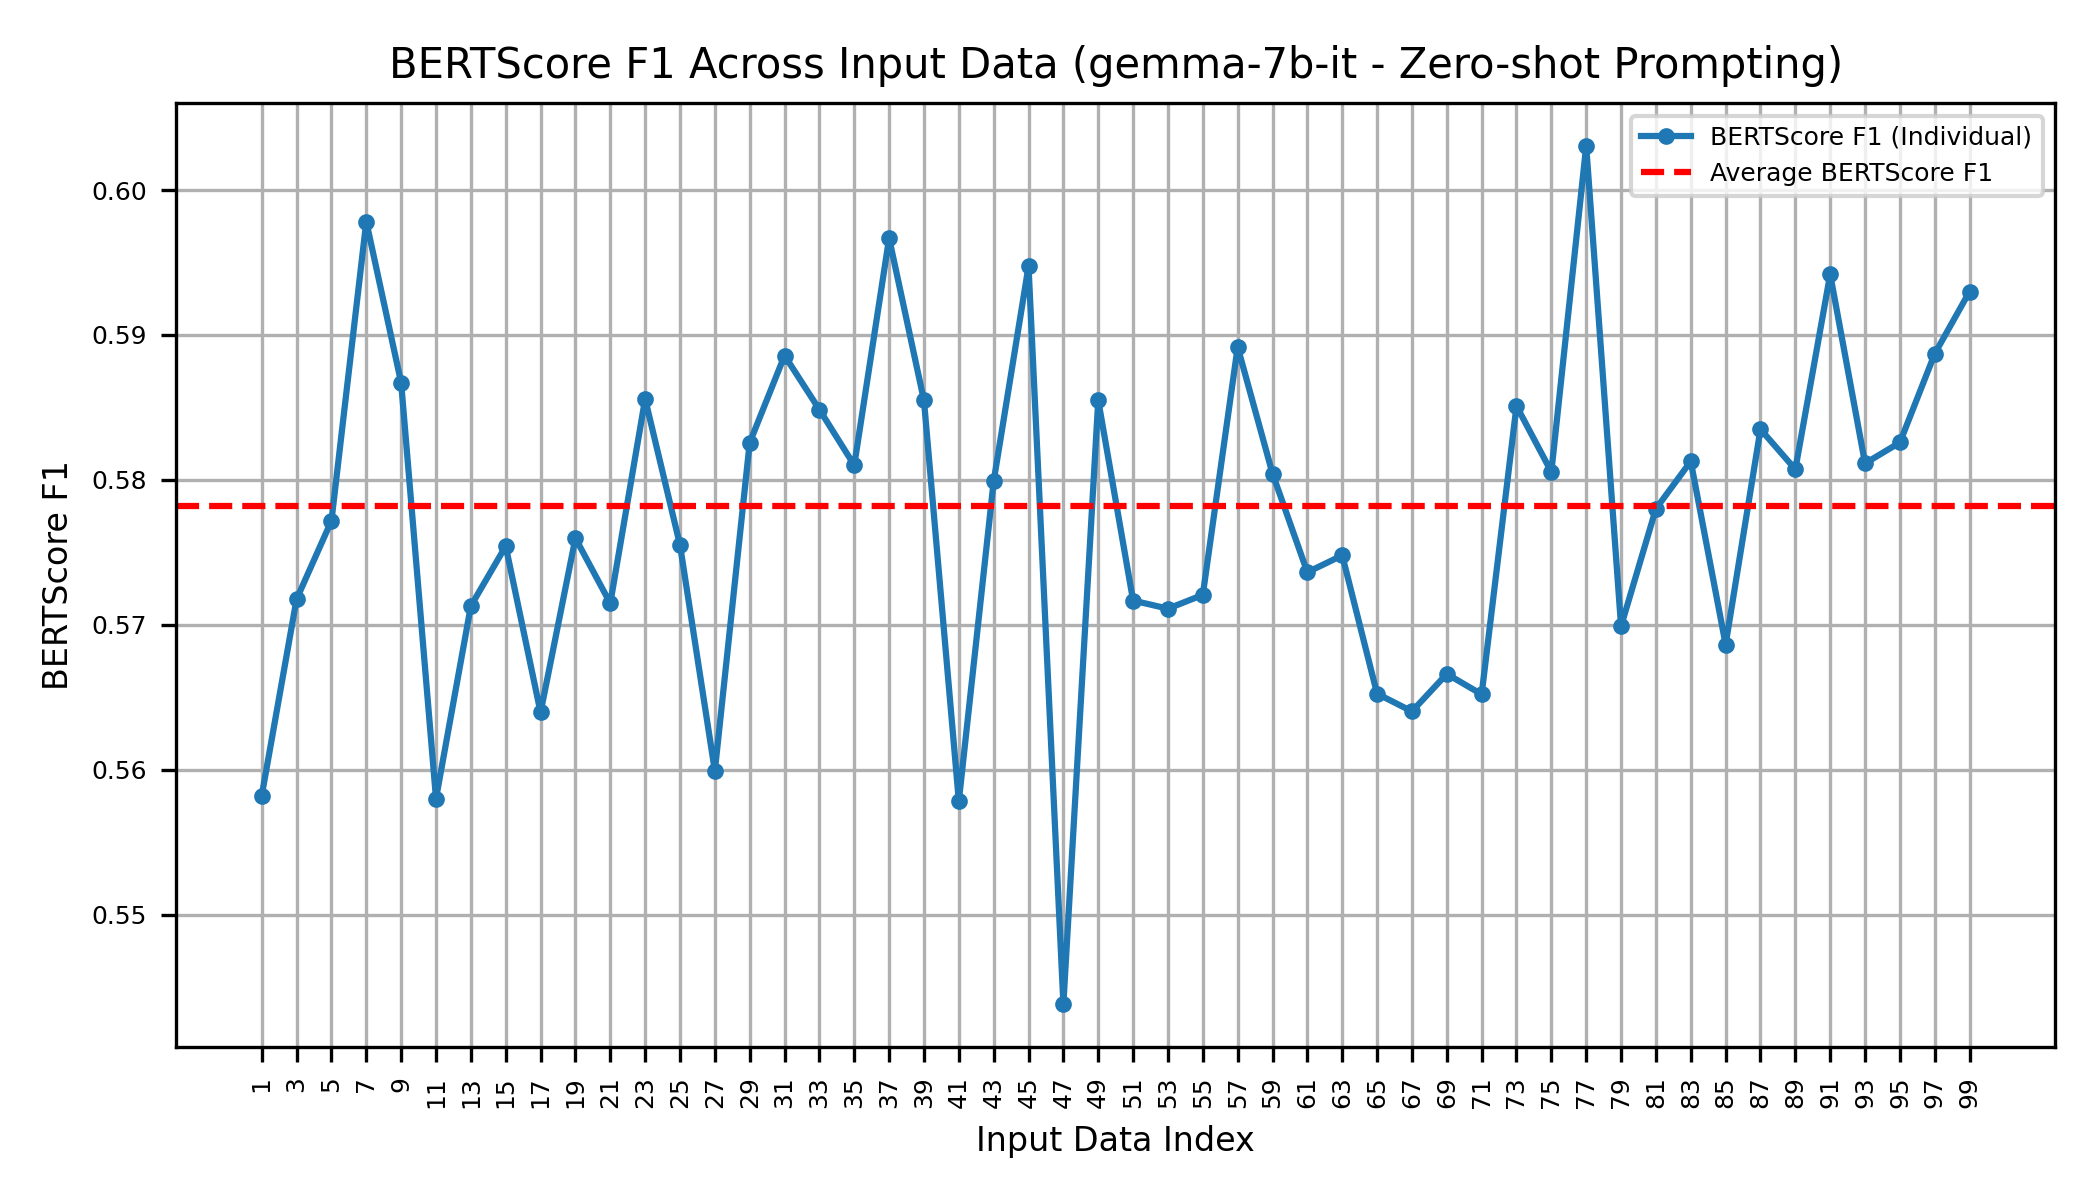 BERTScore F1 Across Input Data (gemma-7b-it - Zero-shot Prompting)
BERTScore F1 (Individual)
Average BERTScore F1
BERTScore F1
0.60
0.59
0.58
0.57
0.56
0.55
1 3 5 7 9 11 13 15 17 19 21 23 25 27 29 31 33 35 37 39 41 43 45 47 49 51 53 55 57 59 61 63 65 67 69 71 73 75 77 79 81 83 85 87 89 91 93 95 97 99
Input Data Index